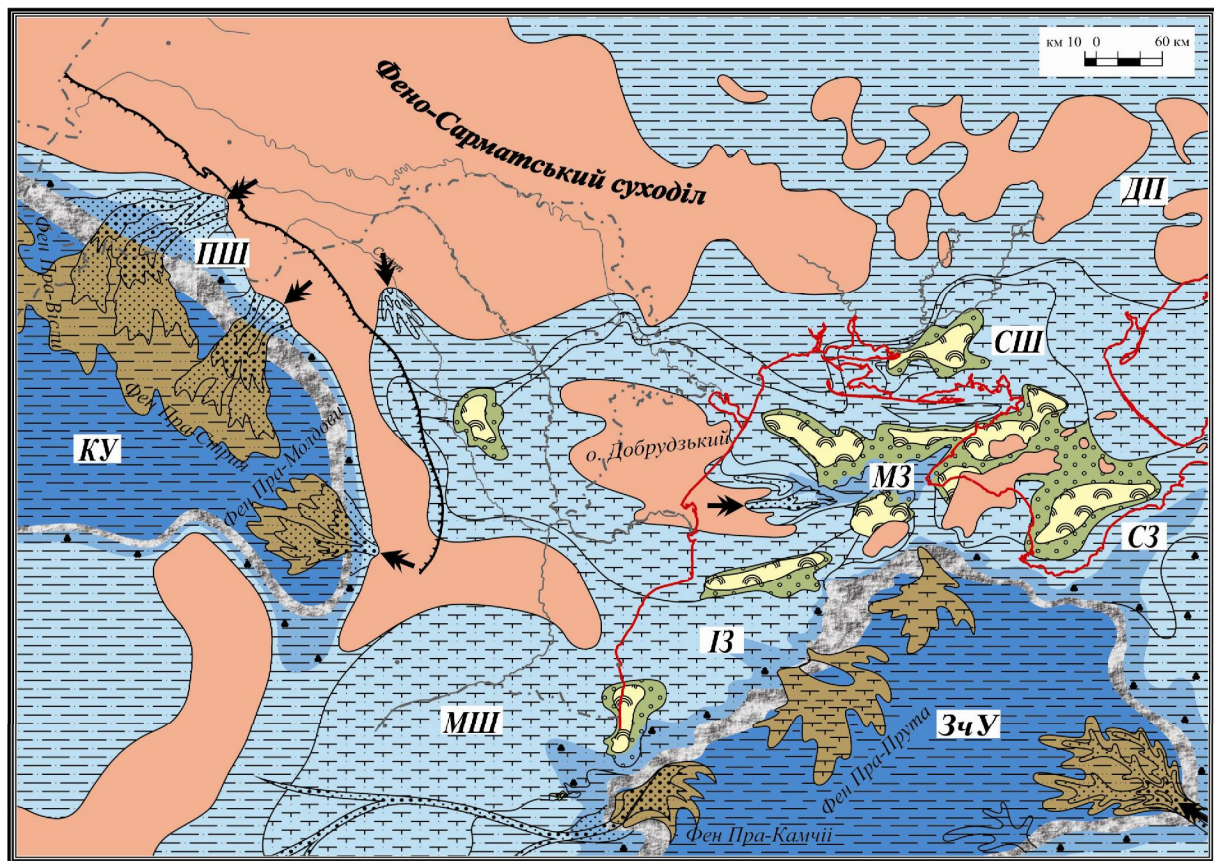 км 10 0 60 км
Фено-Сарматський суходіл
ДП
ПШ
Фен Пра-Висли
СШ
о. Добрудзький
КУ
Фен Пра-Стрия
Фен Пра-Молдови
МЗ
СЗ
ІЗ
МШ
ЗчУ
Фен Пра-Прута
Фен Пра-Камчії